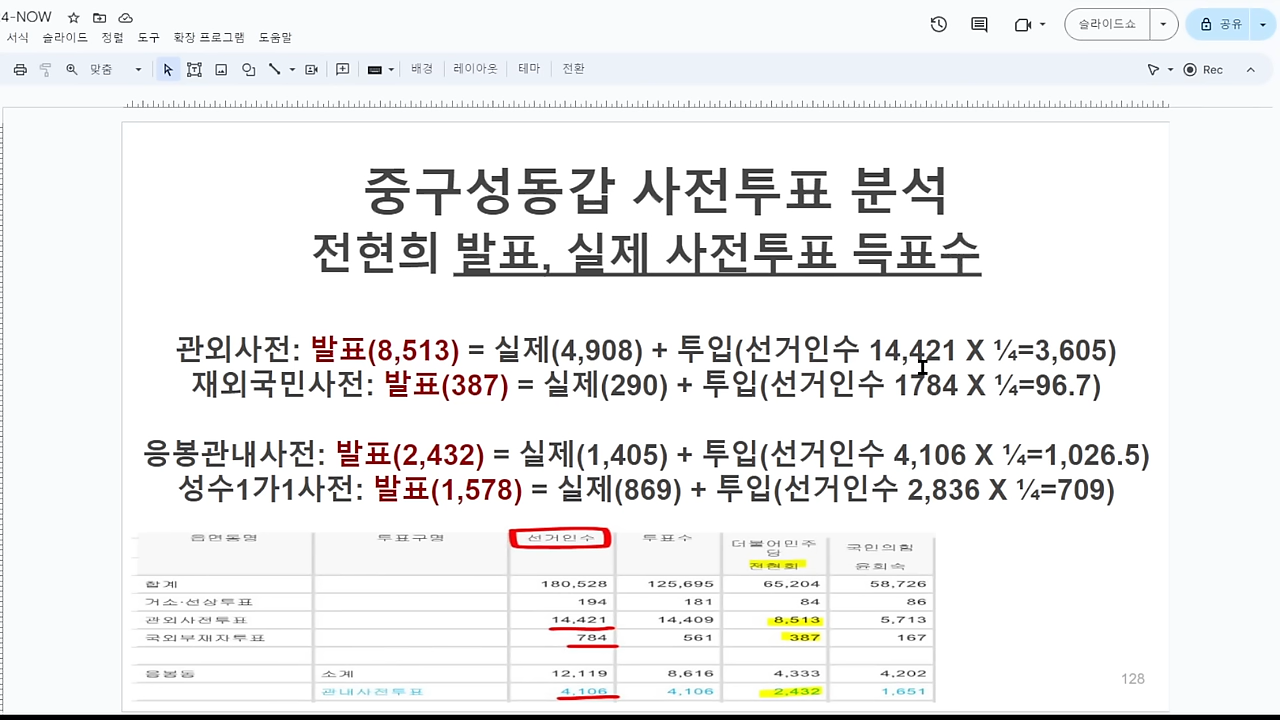 4-NOW
슬라이드쇼
공유
서식 슬라이드 정렬 도구 확장 프로그램 도움말
맞춤 배경 레이아웃 테마 전환 Rec
중구성동갑 사전투표 분석
전현희 발표, 실제 사전투표 득표수
관외사전: 발표(8,513) = 실제(4,908) + 투입(선거인수 14,421 X ¼=3,605)
재외국민사전: 발표(387) = 실제(290) + 투입(선거인수 1784 X ¼=96.7)
응봉관내사전: 발표(2,432) = 실제(1,405) + 투입(선거인수 4,106 X ¼=1,026.5)
성수1가1사전: 발표(1,578) = 실제(869) + 투입(선거인수 2,836 X ¼=709)
읍면동명 투표구명 선거인수 투표수 더불어민주
당
전현희 국민의힘
윤희숙
합계 180,528 125,695 65,204 58,726
거소·선상투표 194 181 84 86
관외사전투표 14,421 14,409 8,513 5,713
국외부재자투표 784 561 387 167
응봉동 소계 12,119 8,616 4,333 4,202
관내사전투표 4,106 4,106 2,432 1,651
128